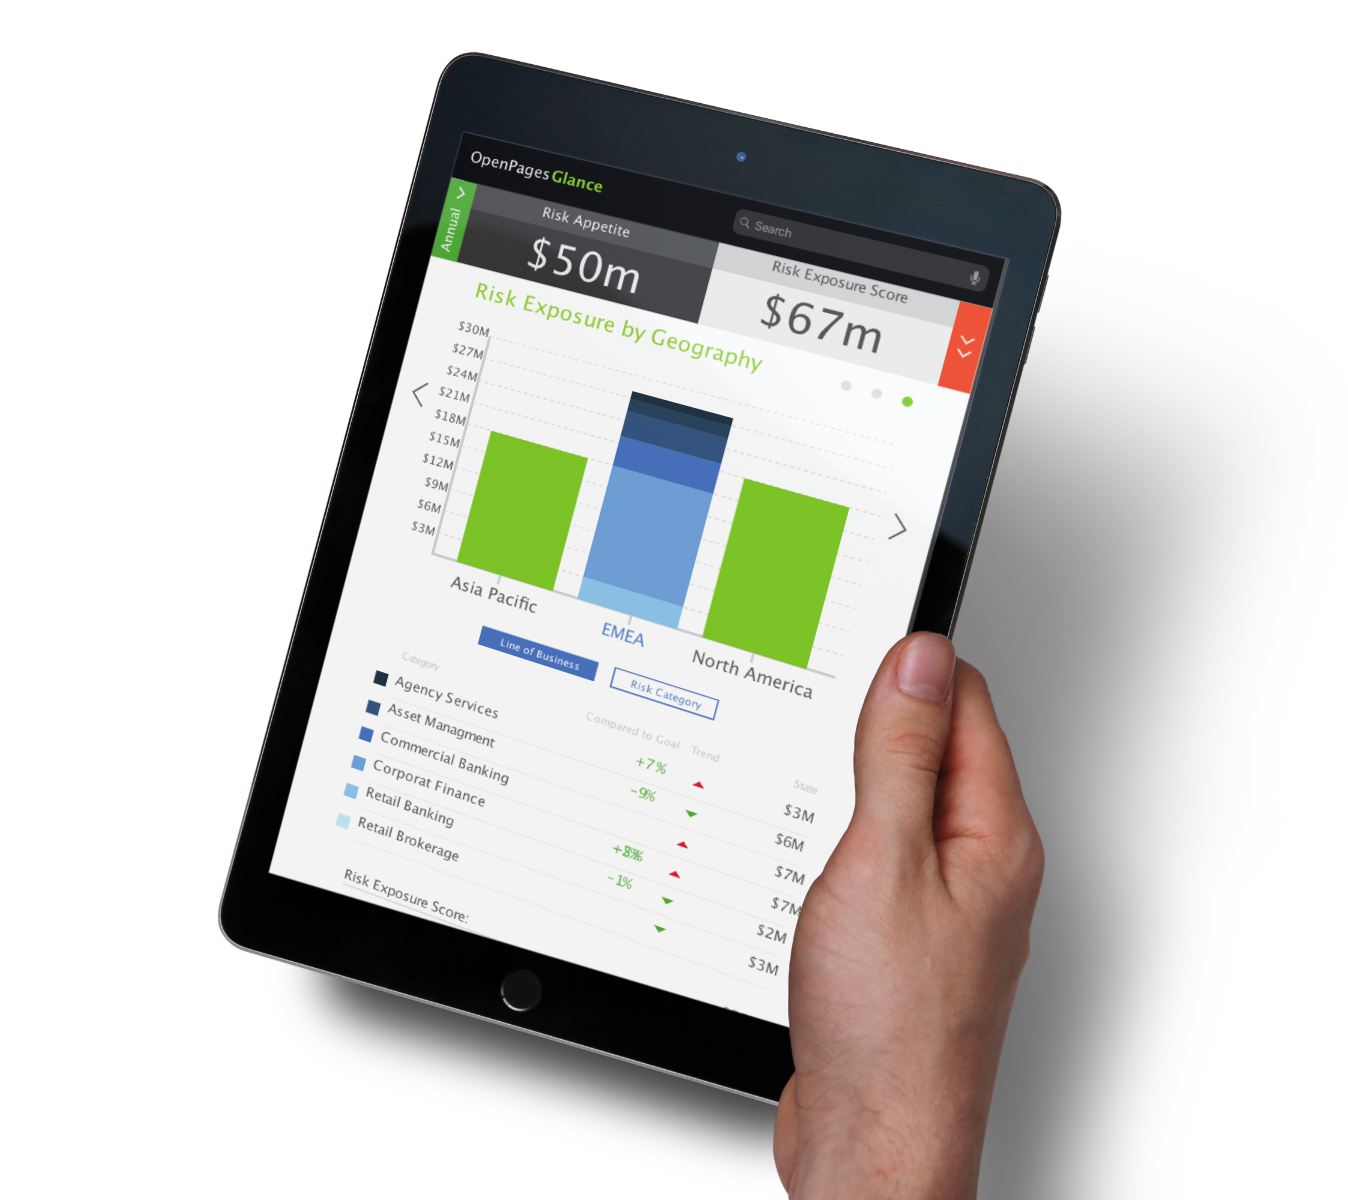 OpenPages Glance
Search
Annual
Risk Appetite
$50m
Risk Exposure Score
$67m
Risk Exposure by Geography
$30M
$27M
$24M
$21M
$18M
$15M
$12M
$9M
$6M
$3M
Asia Pacific
EMEA
North America
Line of Business
Risk Category
Category
Compared to Goal
Trend
State
Agency Services
+7%
$3M
Asset Managment
-9%
$6M
Commercial Banking
$7M
Corporat Finance
$7M
Retail Banking
-1%
$2M
Retail Brokerage
$3M
Risk Exposure Score: